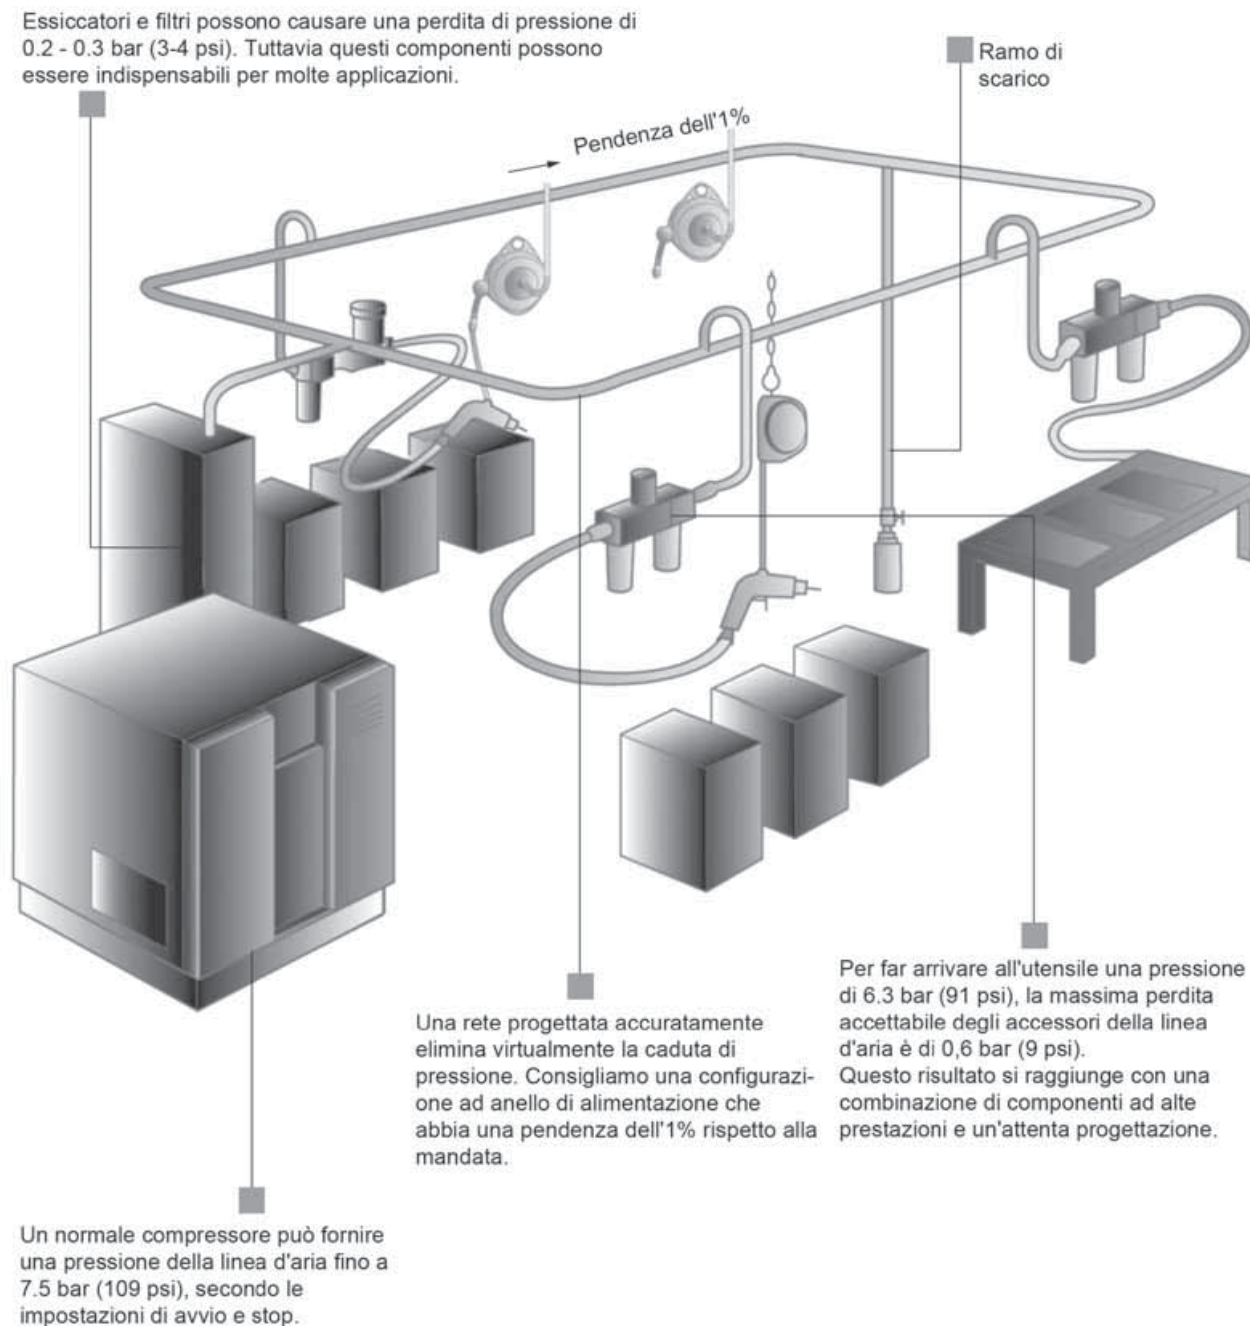 Essiccatori e filtri possono causare una perdita di pressione di
0.2 - 0.3 bar (3-4 psi). Tuttavia questi componenti possono
essere indispensabili per molte applicazioni.
Ramo di
scarico
Pendenza dell'1%
Per far arrivare all'utensile una pressione
di 6.3 bar (91 psi), la massima perdita
accettabile degli accessori della linea
d'aria è di 0,6 bar (9 psi).
Questo risultato si raggiunge con una
combinazione di componenti ad alte
prestazioni e un'attenta progettazione.
Una rete progettata accuratamente
elimina virtualmente la caduta di
pressione. Consigliamo una configurazi-
one ad anello di alimentazione che
abbia una pendenza dell'1% rispetto alla
mandata.
Un normale compressore può fornire
una pressione della linea d'aria fino a
7.5 bar (109 psi), secondo le
impostazioni di avvio e stop.